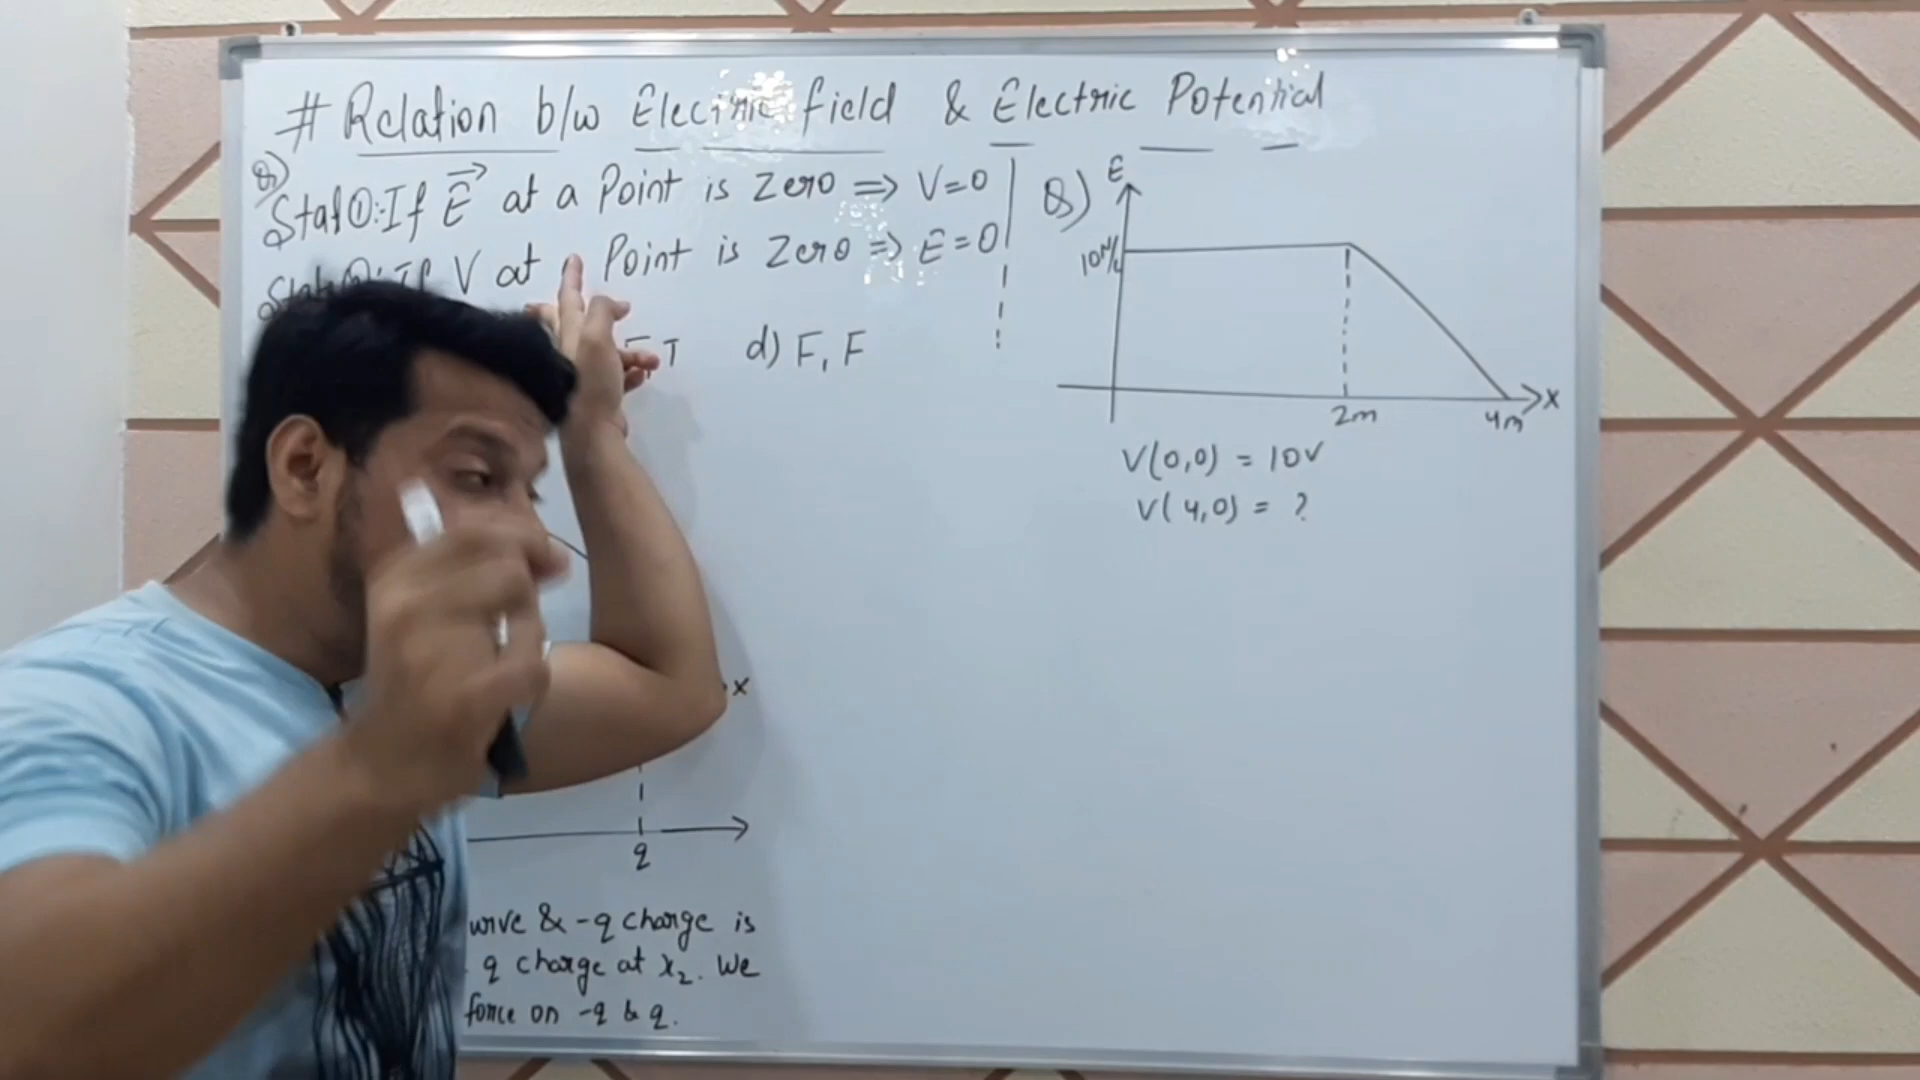 # Relation b/w Electric field & Electric Potential
Q)
Stat①:- If E⃗ at a Point is Zero ⇒ V=0
V at a Point is Zero ⇒ E=0
T d) F, F
x
q
& -q charge is
q charge at x₂. We
force on -q & q.
Q)
E
10N/C
2m
4m
x
V(0,0) = 10V
V(4,0) = ?